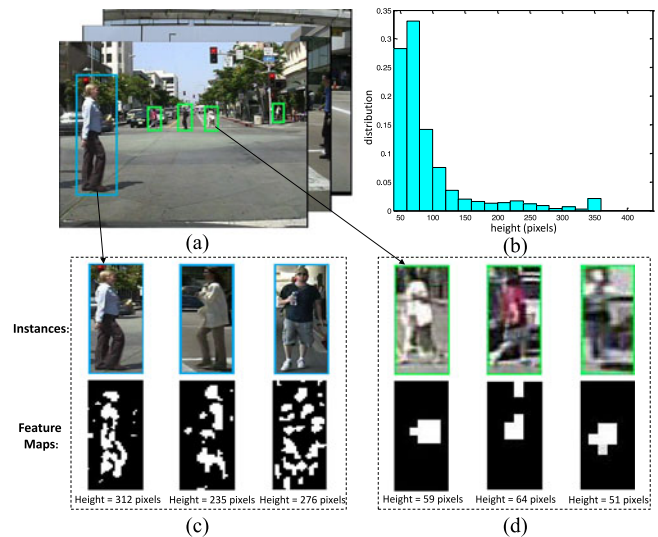 (a)
0.35
0.3
0.25
0.2
0.15
0.1
0.05
0
distribution
50 100 150 200 250 300 350 400
height (pixels)
(b)
Instances:
Feature
Maps:
Height = 312 pixels Height = 235 pixels Height = 276 pixels
(c)
Height = 59 pixels Height = 64 pixels Height = 51 pixels
(d)